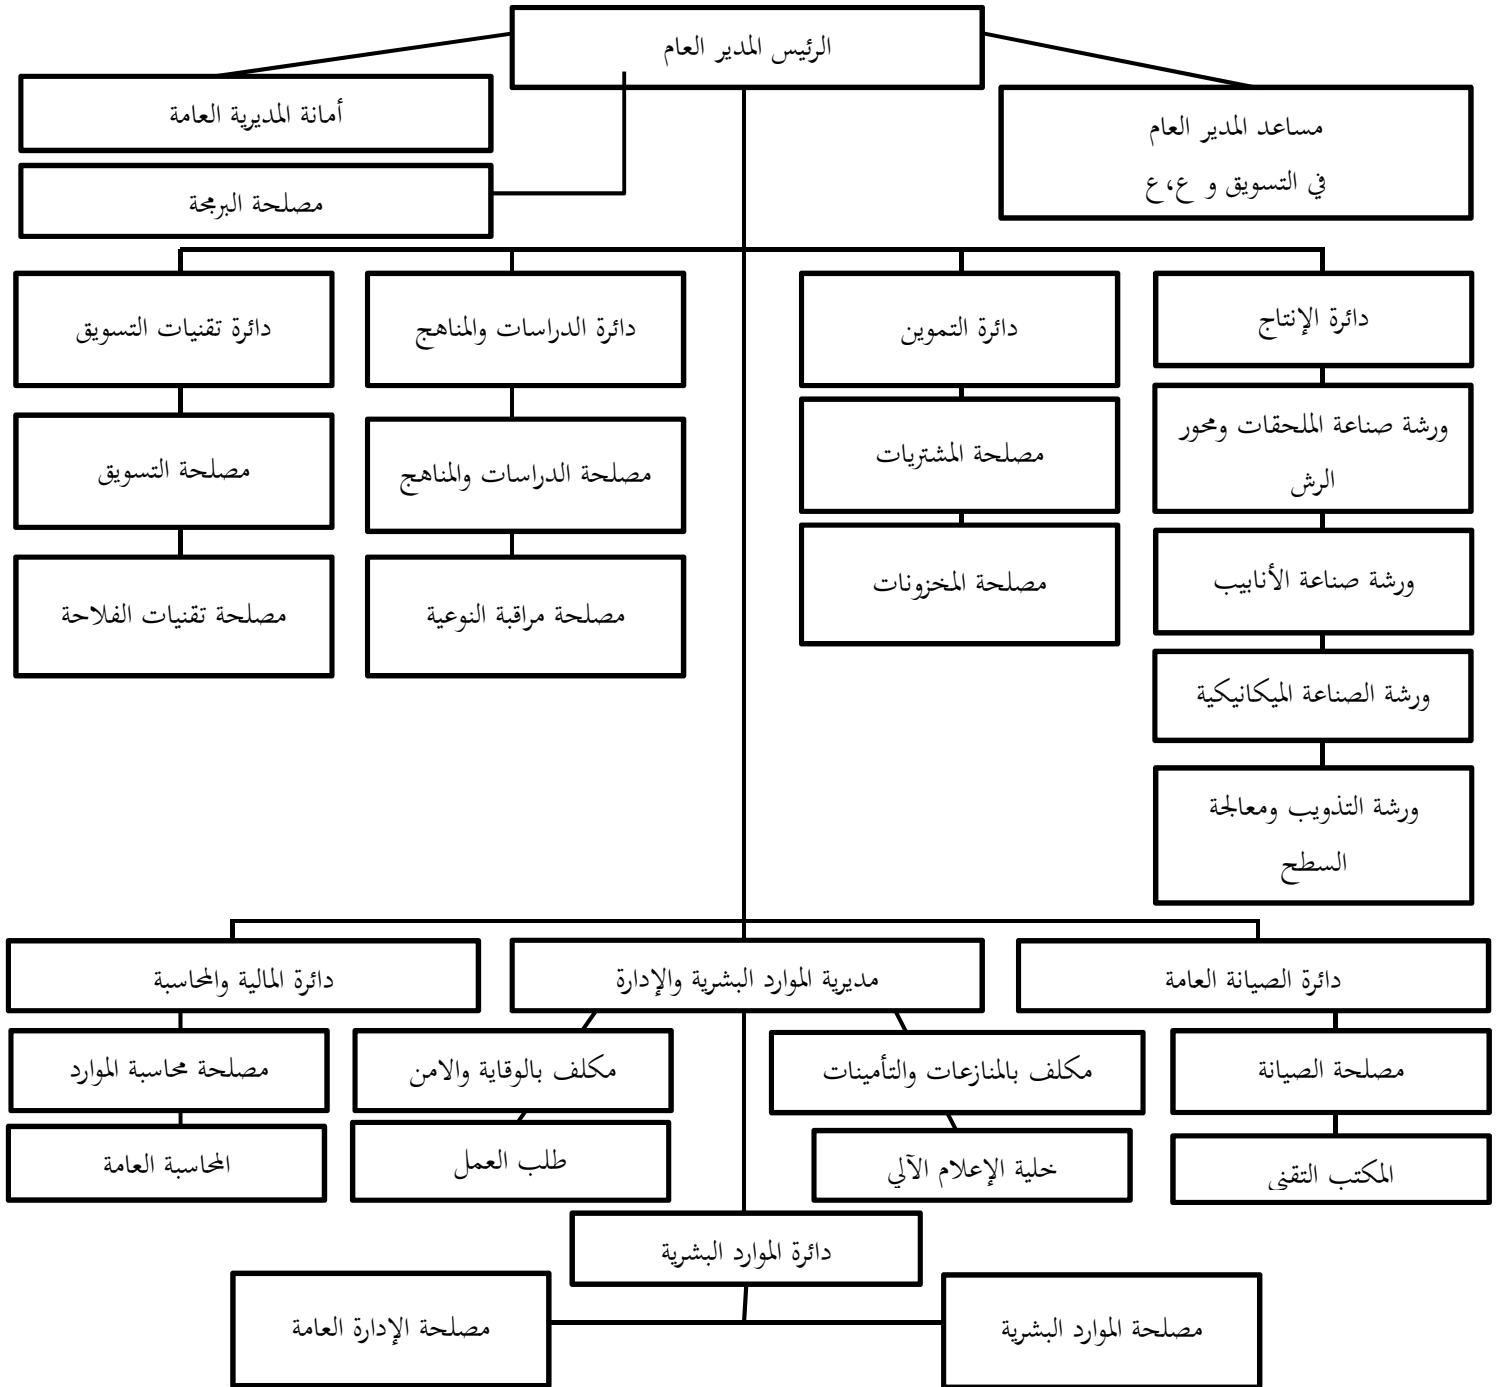 الرئيس المدير العام
أمانة المديرية العامة
مساعد المدير العام
في التسويق و ع،ع
مصلحة البرمجة
دائرة الإنتاج
دائرة التموين
دائرة الدراسات والمناهج
دائرة تقنيات التسويق
ورشة صناعة الملحقات ومحور
الرش
مصلحة المشتريات
مصلحة الدراسات والمناهج
مصلحة التسويق
ورشة صناعة الأنابيب
مصلحة المخزونات
مصلحة مراقبة النوعية
مصلحة تقنيات الفلاحة
ورشة الصناعة الميكانيكية
ورشة التذويب ومعالجة
السطح
دائرة الصيانة العامة
مديرية الموارد البشرية والإدارة
دائرة المالية والمحاسبة
مصلحة الصيانة
مكلف بالمنازعات والتأمينات
مكلف بالوقاية والامن
مصلحة محاسبة الموارد
المكتب التقني
خلية الإعلام الآلي
طلب العمل
المحاسبة العامة
دائرة الموارد البشرية
مصلحة الموارد البشرية
مصلحة الإدارة العامة